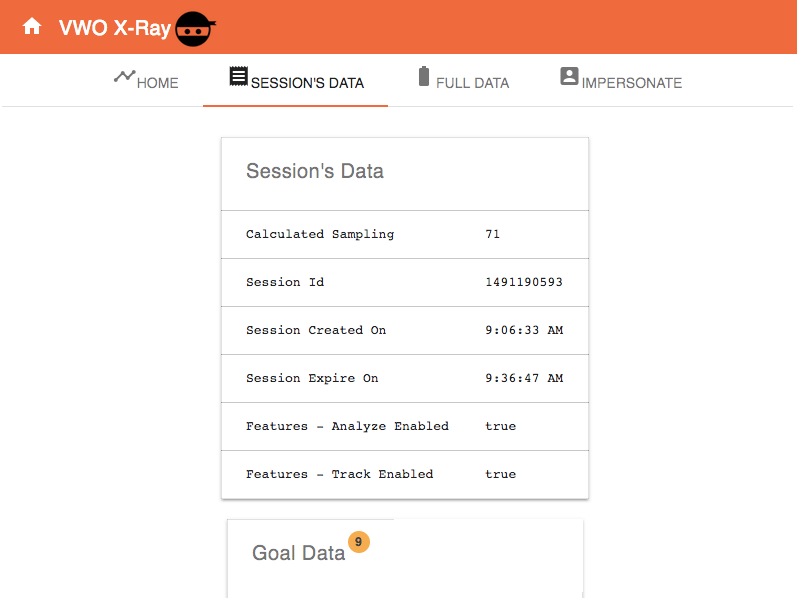 VWO X-Ray
HOME SESSION'S DATA FULL DATA IMPERSONATE
Session's Data
Calculated Sampling 71
Session Id 1491190593
Session Created On 9:06:33 AM
Session Expire On 9:36:47 AM
Features - Analyze Enabled true
Features - Track Enabled true
Goal Data 9